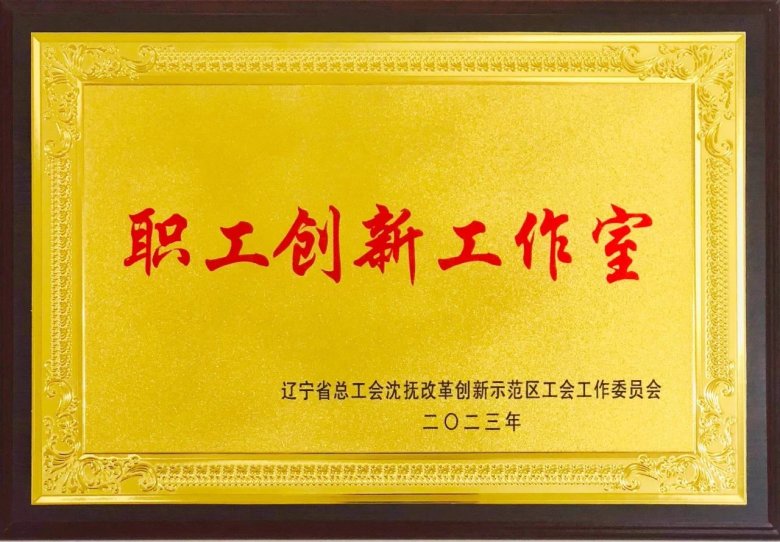 职工创新工作室
辽宁省总工会沈抚改革创新示范区工会工作委员会
二〇二三年